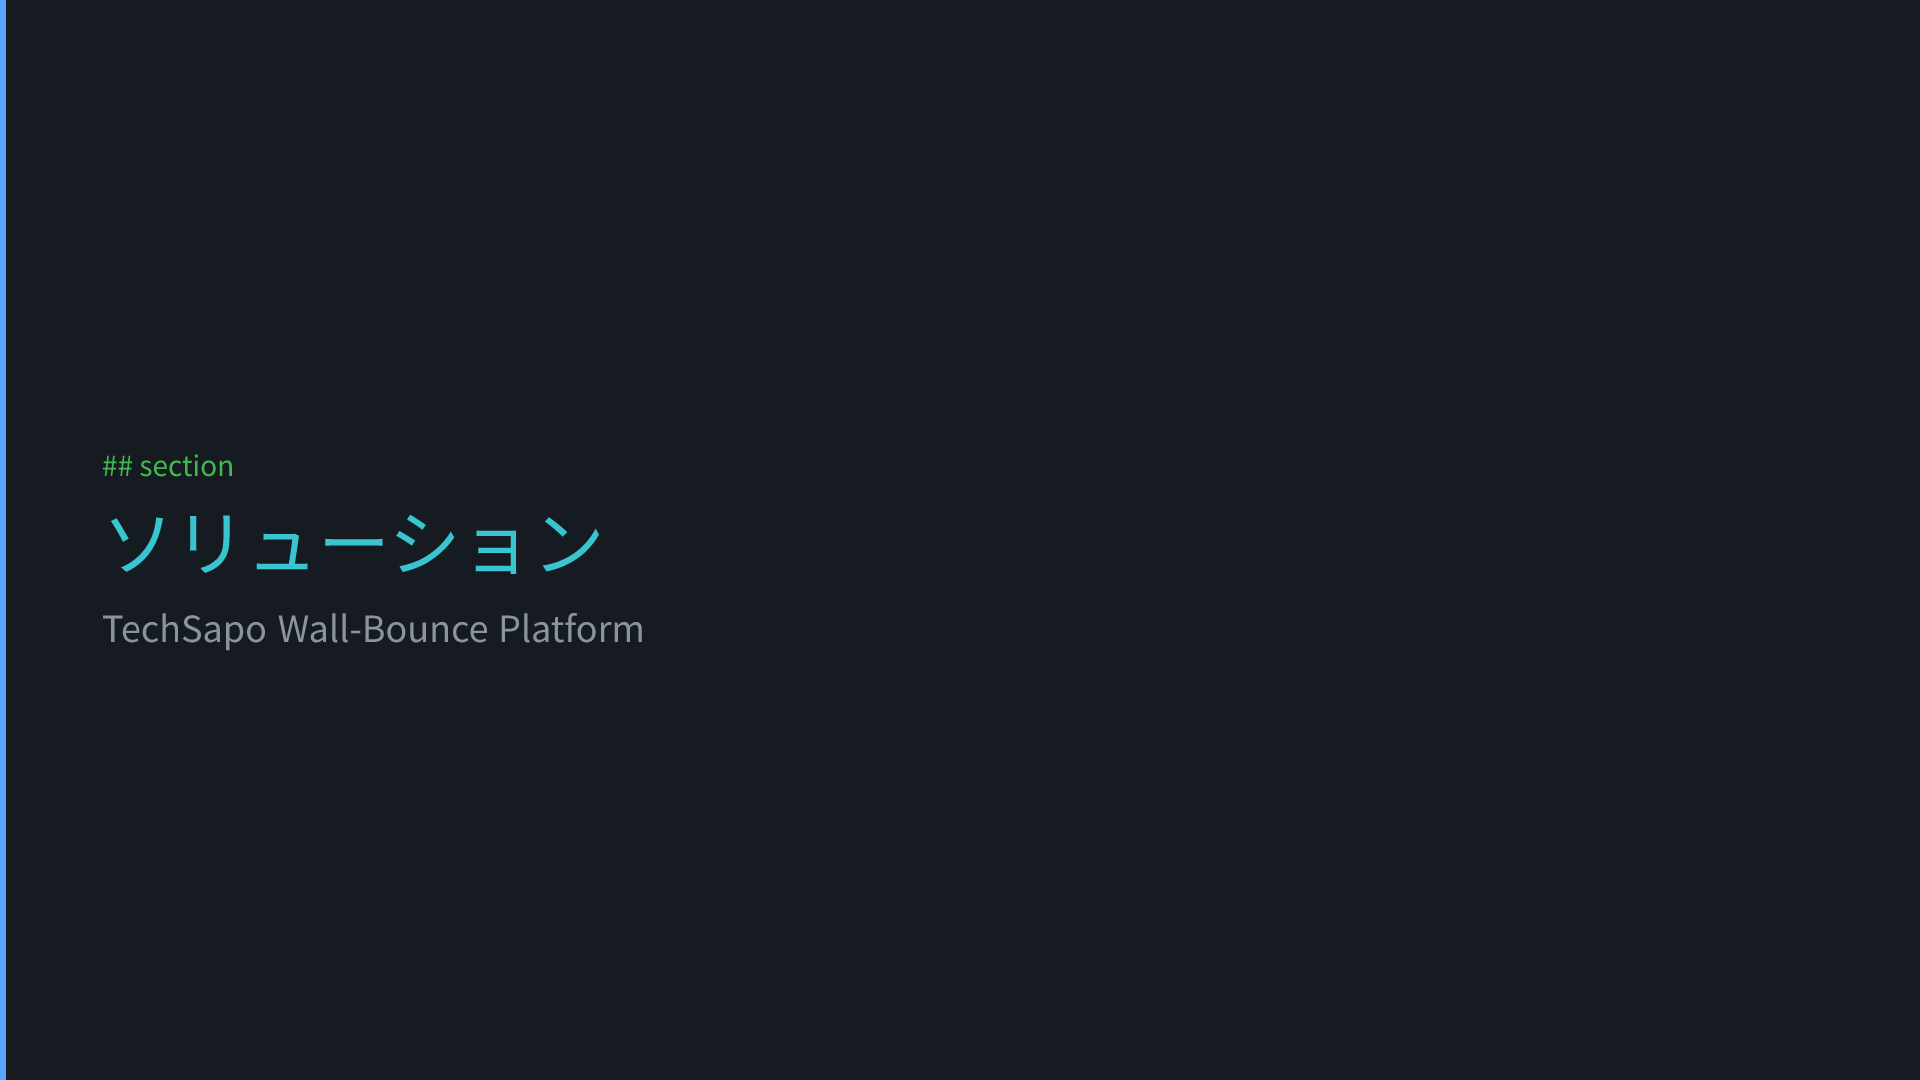 ## section
ソリューション
TechSapo Wall-Bounce Platform